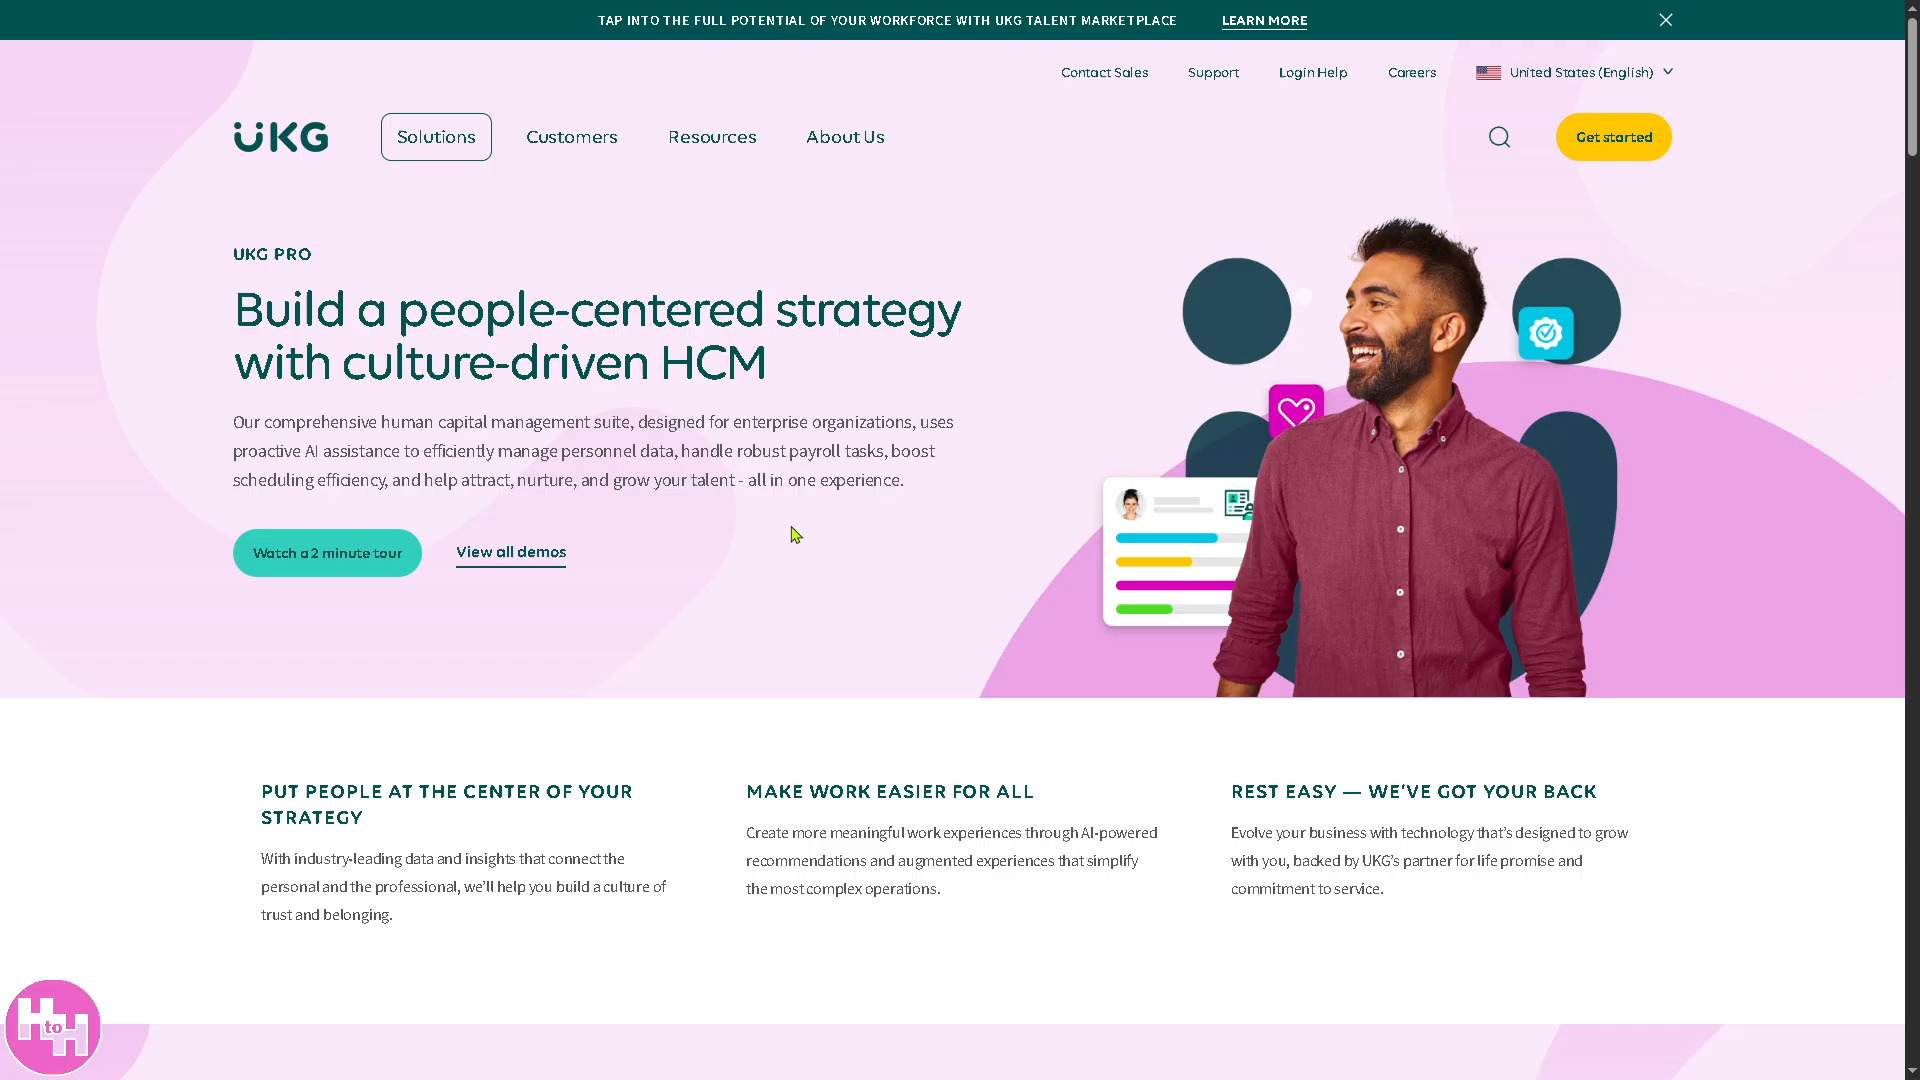 TAP INTO THE FULL POTENTIAL OF YOUR WORKFORCE WITH UKG TALENT MARKETPLACE LEARN MORE
Contact Sales Support Login Help Careers United States (English)
UKG Solutions Customers Resources About Us Get started
UKG PRO
Build a people-centered strategy
with culture-driven HCM
Our comprehensive human capital management suite, designed for enterprise organizations, uses
proactive AI assistance to efficiently manage personnel data, handle robust payroll tasks, boost
scheduling efficiency, and help attract, nurture, and grow your talent - all in one experience.
Watch a 2 minute tour View all demos
PUT PEOPLE AT THE CENTER OF YOUR
STRATEGY
With industry-leading data and insights that connect the
personal and the professional, we’ll help you build a culture of
trust and belonging.
MAKE WORK EASIER FOR ALL
Create more meaningful work experiences through AI-powered
recommendations and augmented experiences that simplify
the most complex operations.
REST EASY — WE’VE GOT YOUR BACK
Evolve your business with technology that’s designed to grow
with you, backed by UKG’s partner for life promise and
commitment to service.
H to H